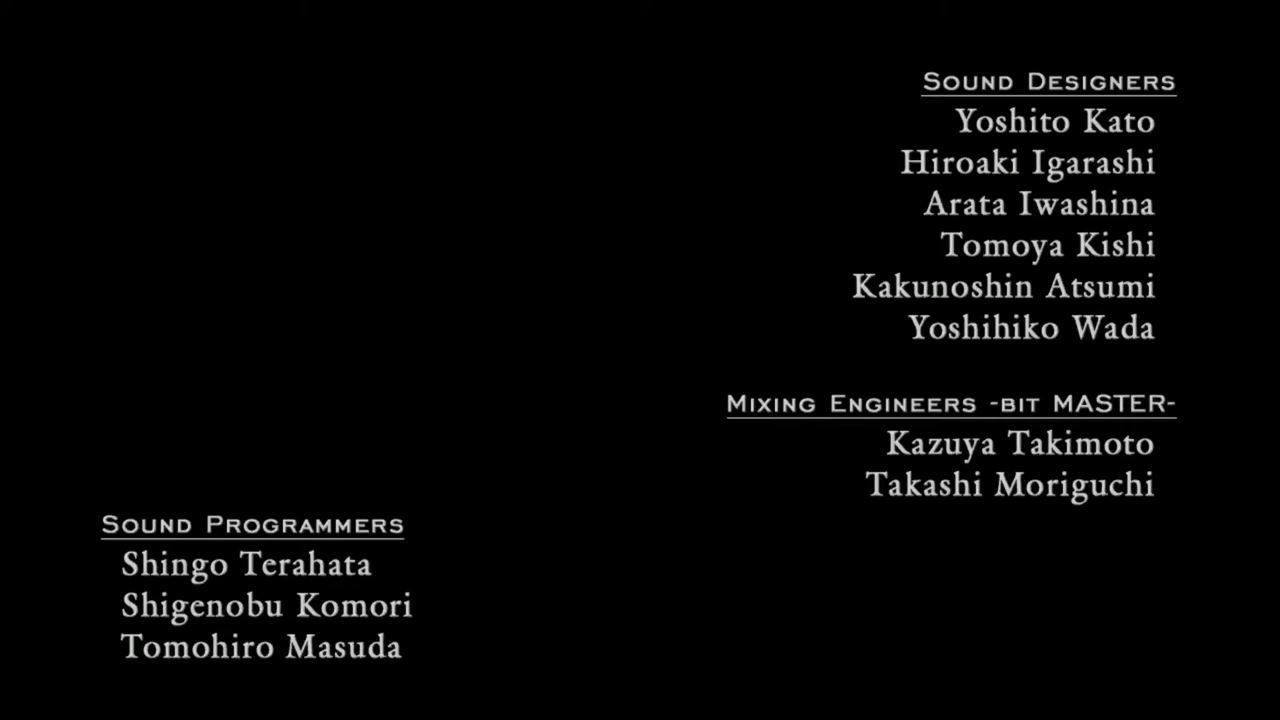 Sound Designers
Yoshito Kato
Hiroaki Igarashi
Arata Iwashina
Tomoya Kishi
Kakunoshin Atsumi
Yoshihiko Wada
Mixing Engineers -bit MASTER-
Kazuya Takimoto
Takashi Moriguchi
Sound Programmers
Shingo Terahata
Shigenobu Komori
Tomohiro Masuda